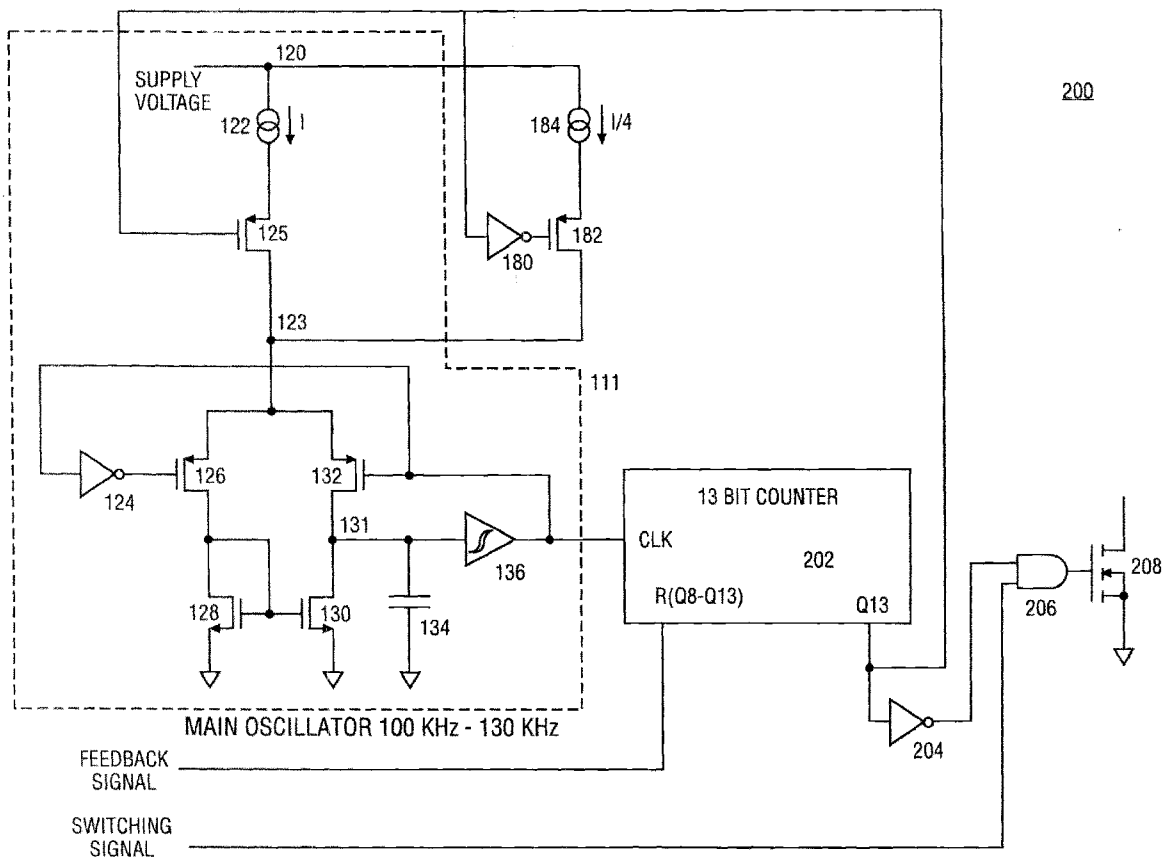 120
SUPPLY
VOLTAGE
122
I
184
I/4
200
125
180
182
123
111
124
126
132
131
136
128
130
134
13 BIT COUNTER
CLK
202
R(Q8-Q13)
Q13
206
208
204
MAIN OSCILLATOR 100 KHz - 130 KHz
FEEDBACK
SIGNAL
SWITCHING
SIGNAL